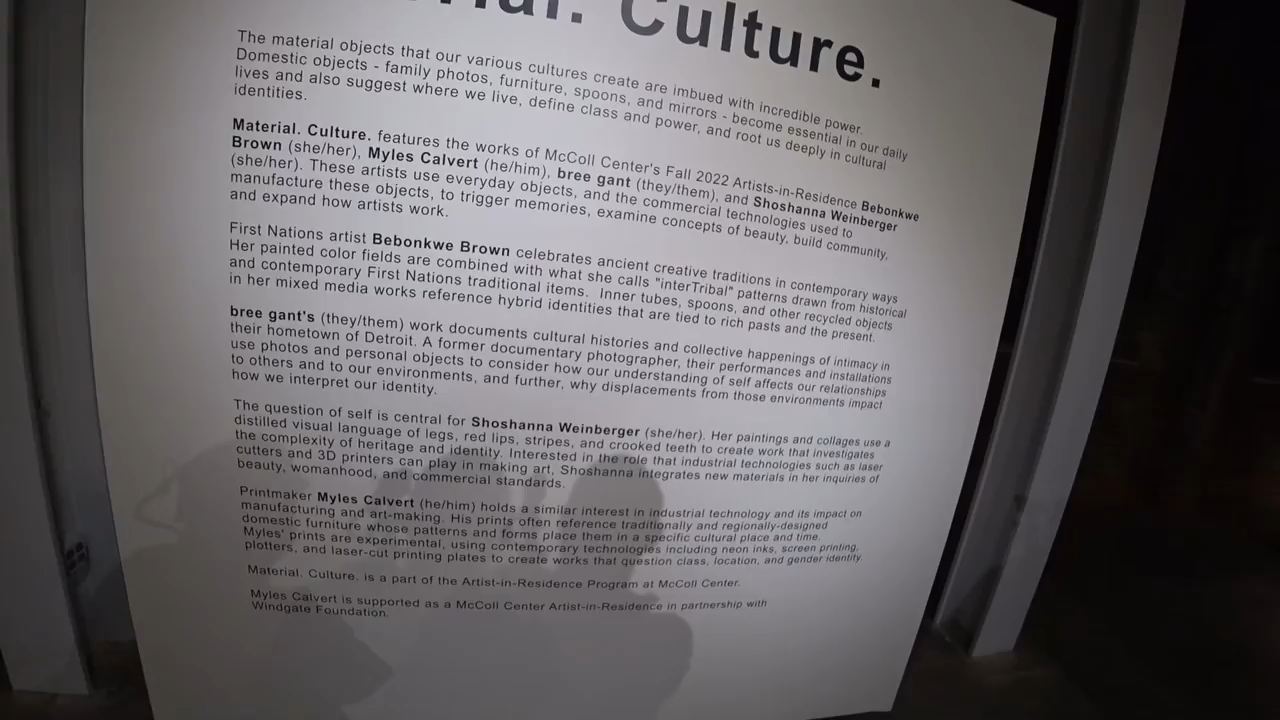 Culture.
The material objects that our various cultures create are imbued with incredible power.
Domestic objects - family photos, furniture, spoons, and mirrors - become essential in our daily
lives and also suggest where we live, define class and power, and root us deeply in cultural
identities.
Material. Culture. features the works of McColl Center's Fall 2022 Artists-in-Residence Bebonkwe
Brown (she/her), Myles Calvert (he/him), bree gant (they/them), and Shoshanna Weinberger
(she/her). These artists use everyday objects, and the commercial technologies used to
manufacture these objects, to trigger memories, examine concepts of beauty, build community,
and expand how artists work.
First Nations artist Bebonkwe Brown celebrates ancient creative traditions in contemporary ways
Her painted color fields are combined with what she calls "interTribal" patterns drawn from historical
and contemporary First Nations traditional items. Inner tubes, spoons, and other recycled objects
in her mixed media works reference hybrid identities that are tied to rich pasts and the present.
bree gant's (they/them) work documents cultural histories and collective happenings of intimacy in
their hometown of Detroit. A former documentary photographer, their performances and installations
use photos and personal objects to consider how our understanding of self affects our relationships
to others and to our environments, and further, why displacements from those environments impact
how we interpret our identity.
The question of self is central for Shoshanna Weinberger (she/her). Her paintings and collages use a
distilled visual language of legs, red lips, stripes, and crooked teeth to create work that investigates
the complexity of heritage and identity. Interested in the role that industrial technologies such as laser
cutters and 3D printers can play in making art, Shoshanna integrates new materials in her inquiries of
beauty, womanhood, and commercial standards.
Printmaker Myles Calvert (he/him) holds a similar interest in industrial technology and its impact on
manufacturing and art-making. His prints often reference traditionally and regionally-designed
domestic furniture whose patterns and forms place them in a specific cultural place and time.
Myles' prints are experimental, using contemporary technologies including neon inks, screen printing,
plotters, and laser-cut printing plates to create works that question class, location, and gender identity.
Material. Culture. is a part of the Artist-in-Residence Program at McColl Center.
Myles Calvert is supported as a McColl Center Artist-in-Residence in partnership with
Windgate Foundation.